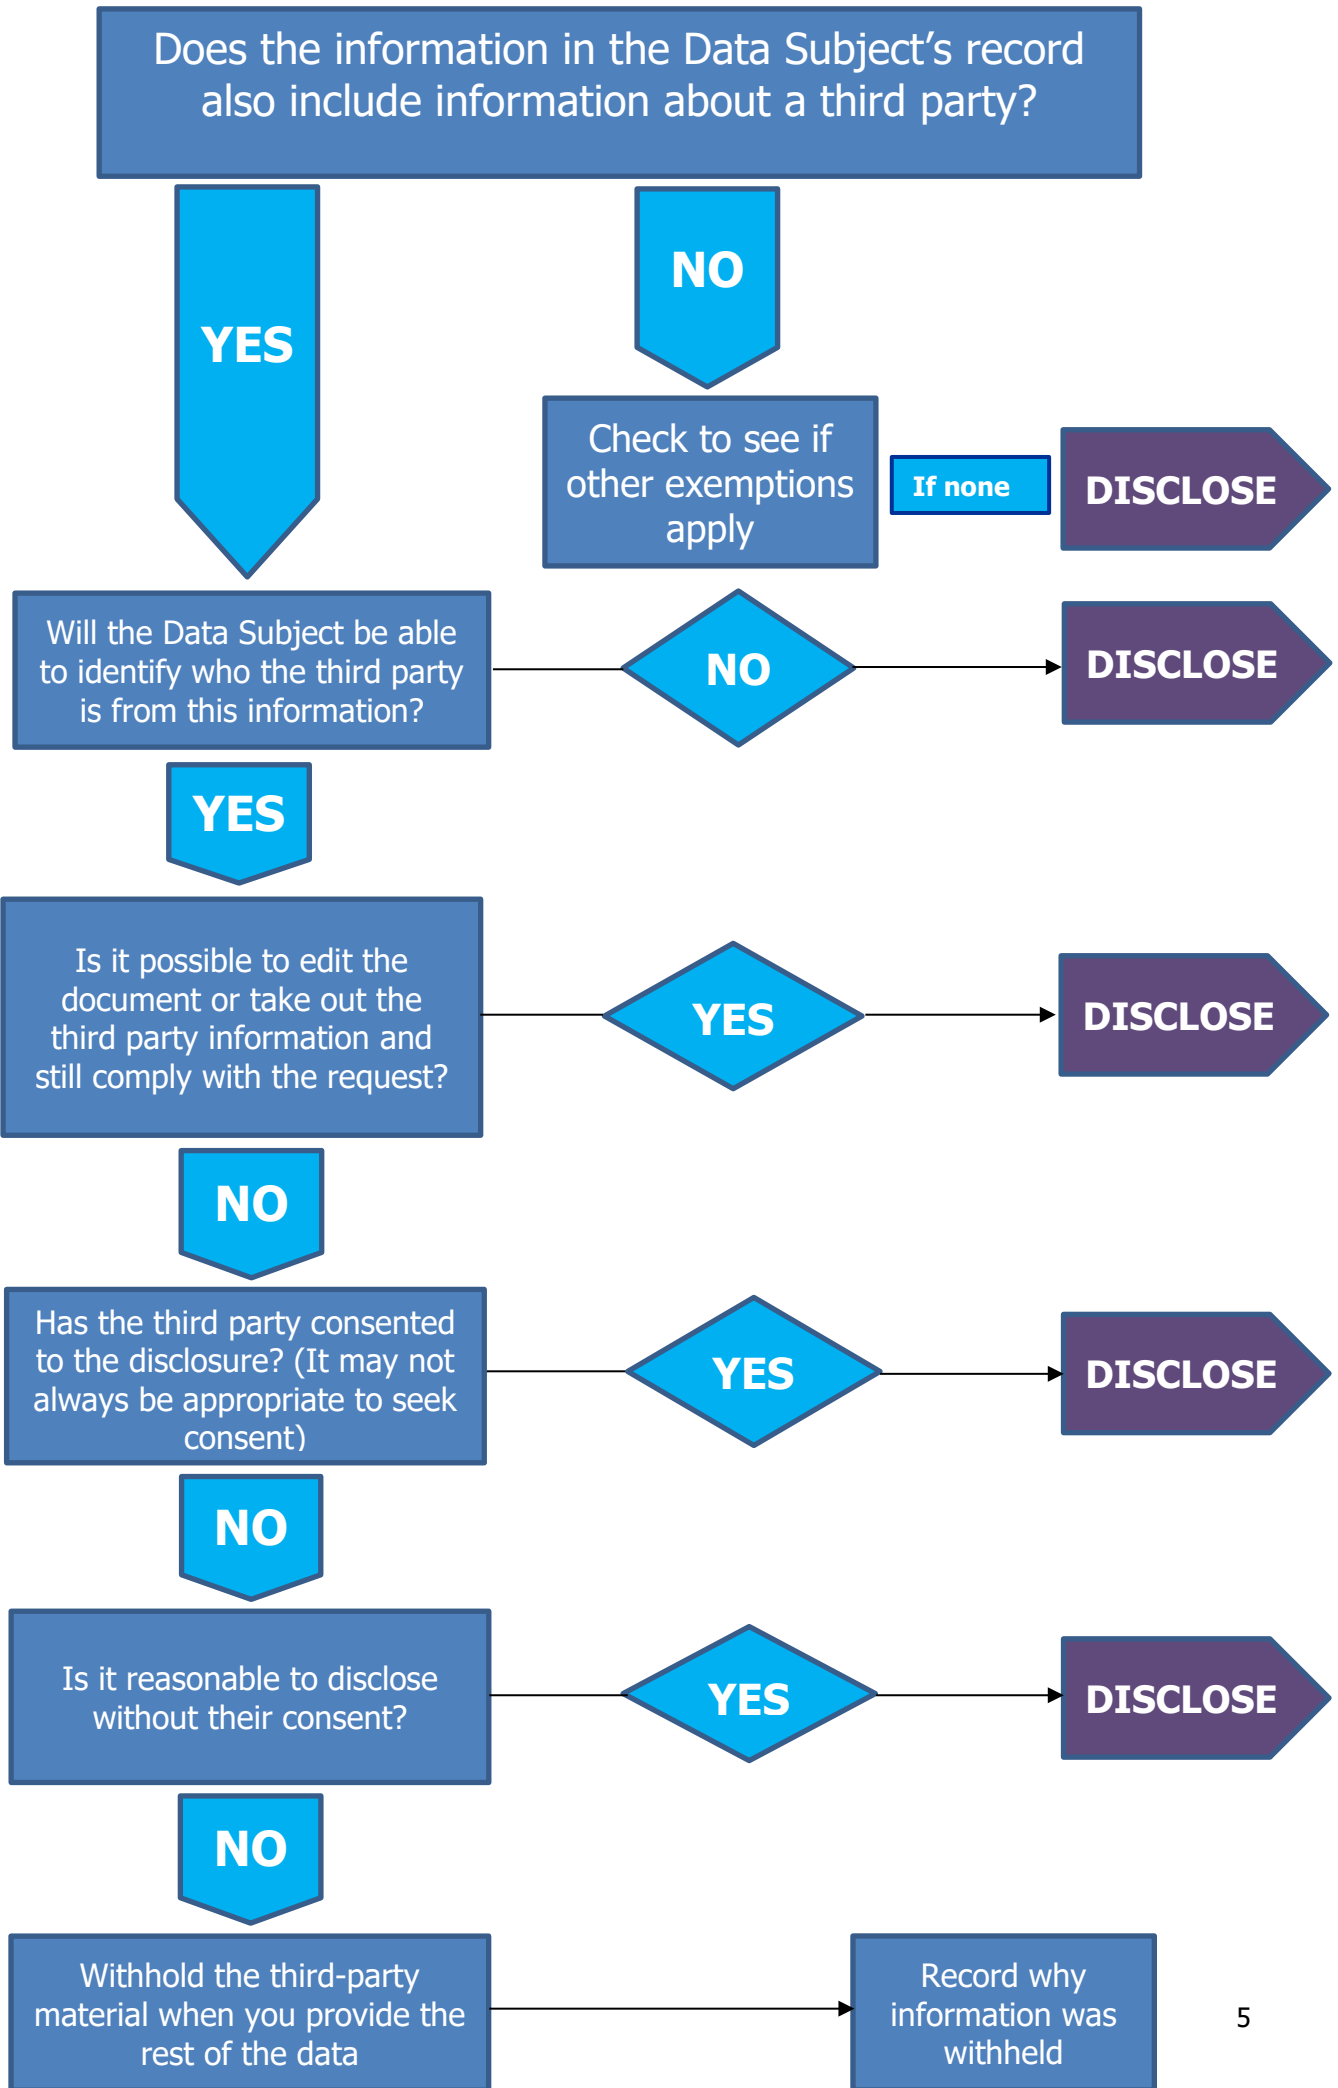 Does the information in the Data Subject’s record
also include information about a third party?
YES
NO
Check to see if
other exemptions
apply
If none
DISCLOSE
Will the Data Subject be able
to identify who the third party
is from this information?
NO
DISCLOSE
YES
Is it possible to edit the
document or take out the
third party information and
still comply with the request?
YES
DISCLOSE
NO
Has the third party consented
to the disclosure? (It may not
always be appropriate to seek
consent)
YES
DISCLOSE
NO
Is it reasonable to disclose
without their consent?
YES
DISCLOSE
NO
Withhold the third-party
material when you provide the
rest of the data
Record why
information was
withheld
5